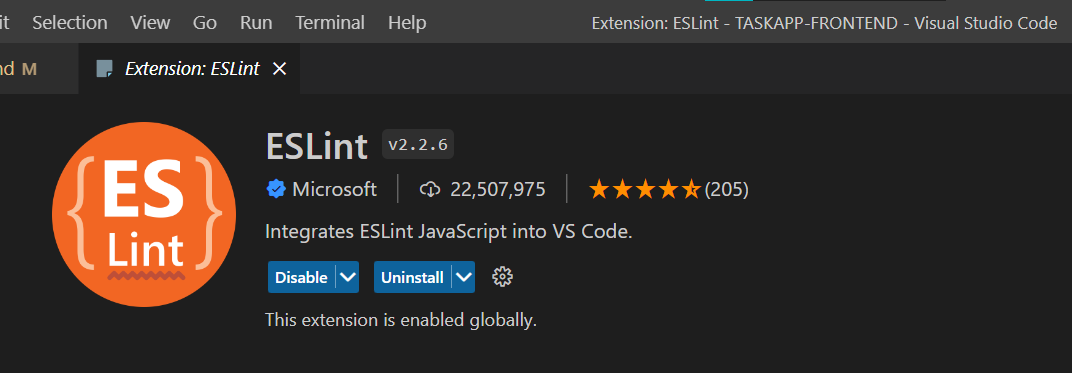 it Selection View Go Run Terminal Help Extension: ESLint - TASKAPP-FRONTEND - Visual Studio Code
nd M Extension: ESLint
{ES Lint}
ESLint v2.2.6
Microsoft 22,507,975 (205)
Integrates ESLint JavaScript into VS Code.
Disable Uninstall
This extension is enabled globally.